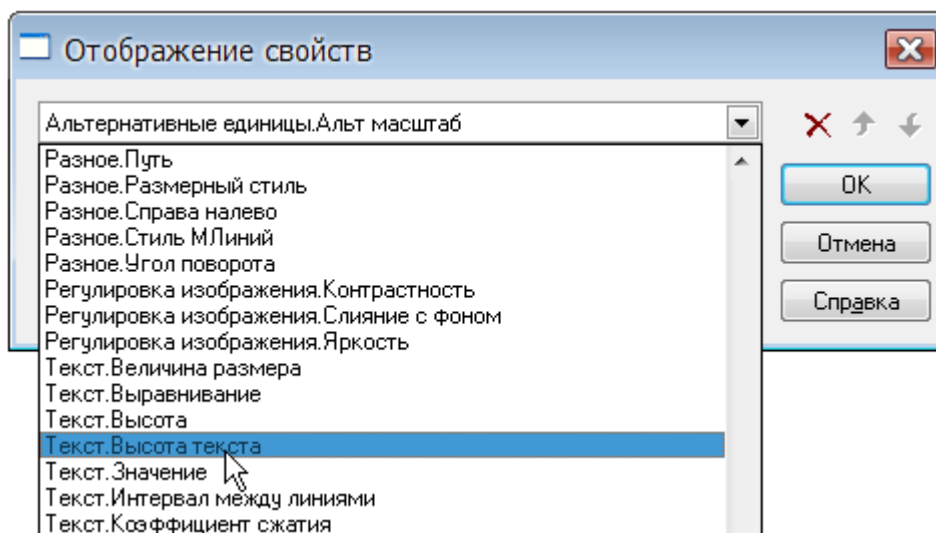 Отображение свойств
Альтернативные единицы.Альт масштаб
Разное.Путь
Разное.Размерный стиль
Разное.Справа налево
Разное.Стиль МЛиний
Разное.Угол поворота
Регулировка изображения.Контрастность
Регулировка изображения.Слияние с фоном
Регулировка изображения.Яркость
Текст.Величина размера
Текст.Выравнивание
Текст.Высота
Текст.Высота текста
Текст.Значение
Текст.Интервал между линиями
Текст.Коэффициент сжатия
OK
Отмена
Справка